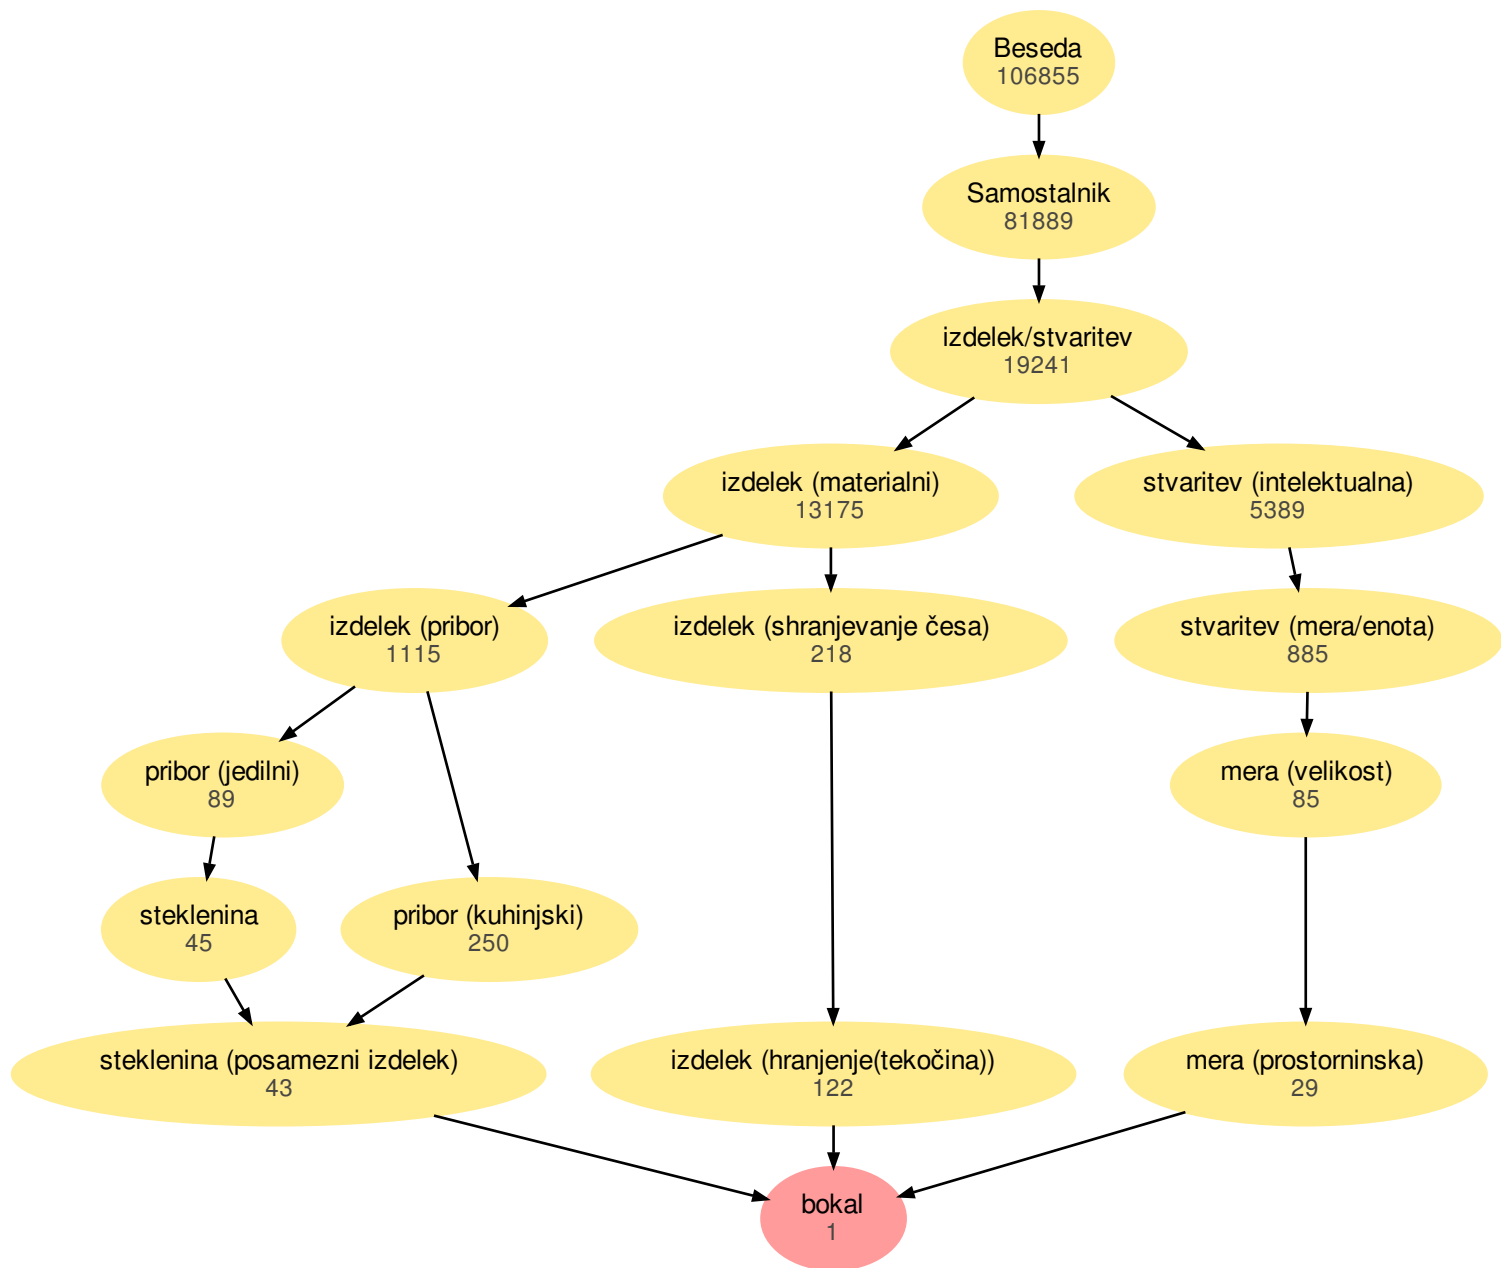 Beseda
106855
Samostalnik
81889
izdelek/stvaritev
19241
izdelek (materialni)
13175
stvaritev (intelektualna)
5389
izdelek (pribor)
1115
izdelek (shranjevanje česa)
218
stvaritev (mera/enota)
885
pribor (jedilni)
89
mera (velikost)
85
steklenina
45
pribor (kuhinjski)
250
steklenina (posamezni izdelek)
43
izdelek (hranjenje(tekočina))
122
mera (prostorninska)
29
bokal
1